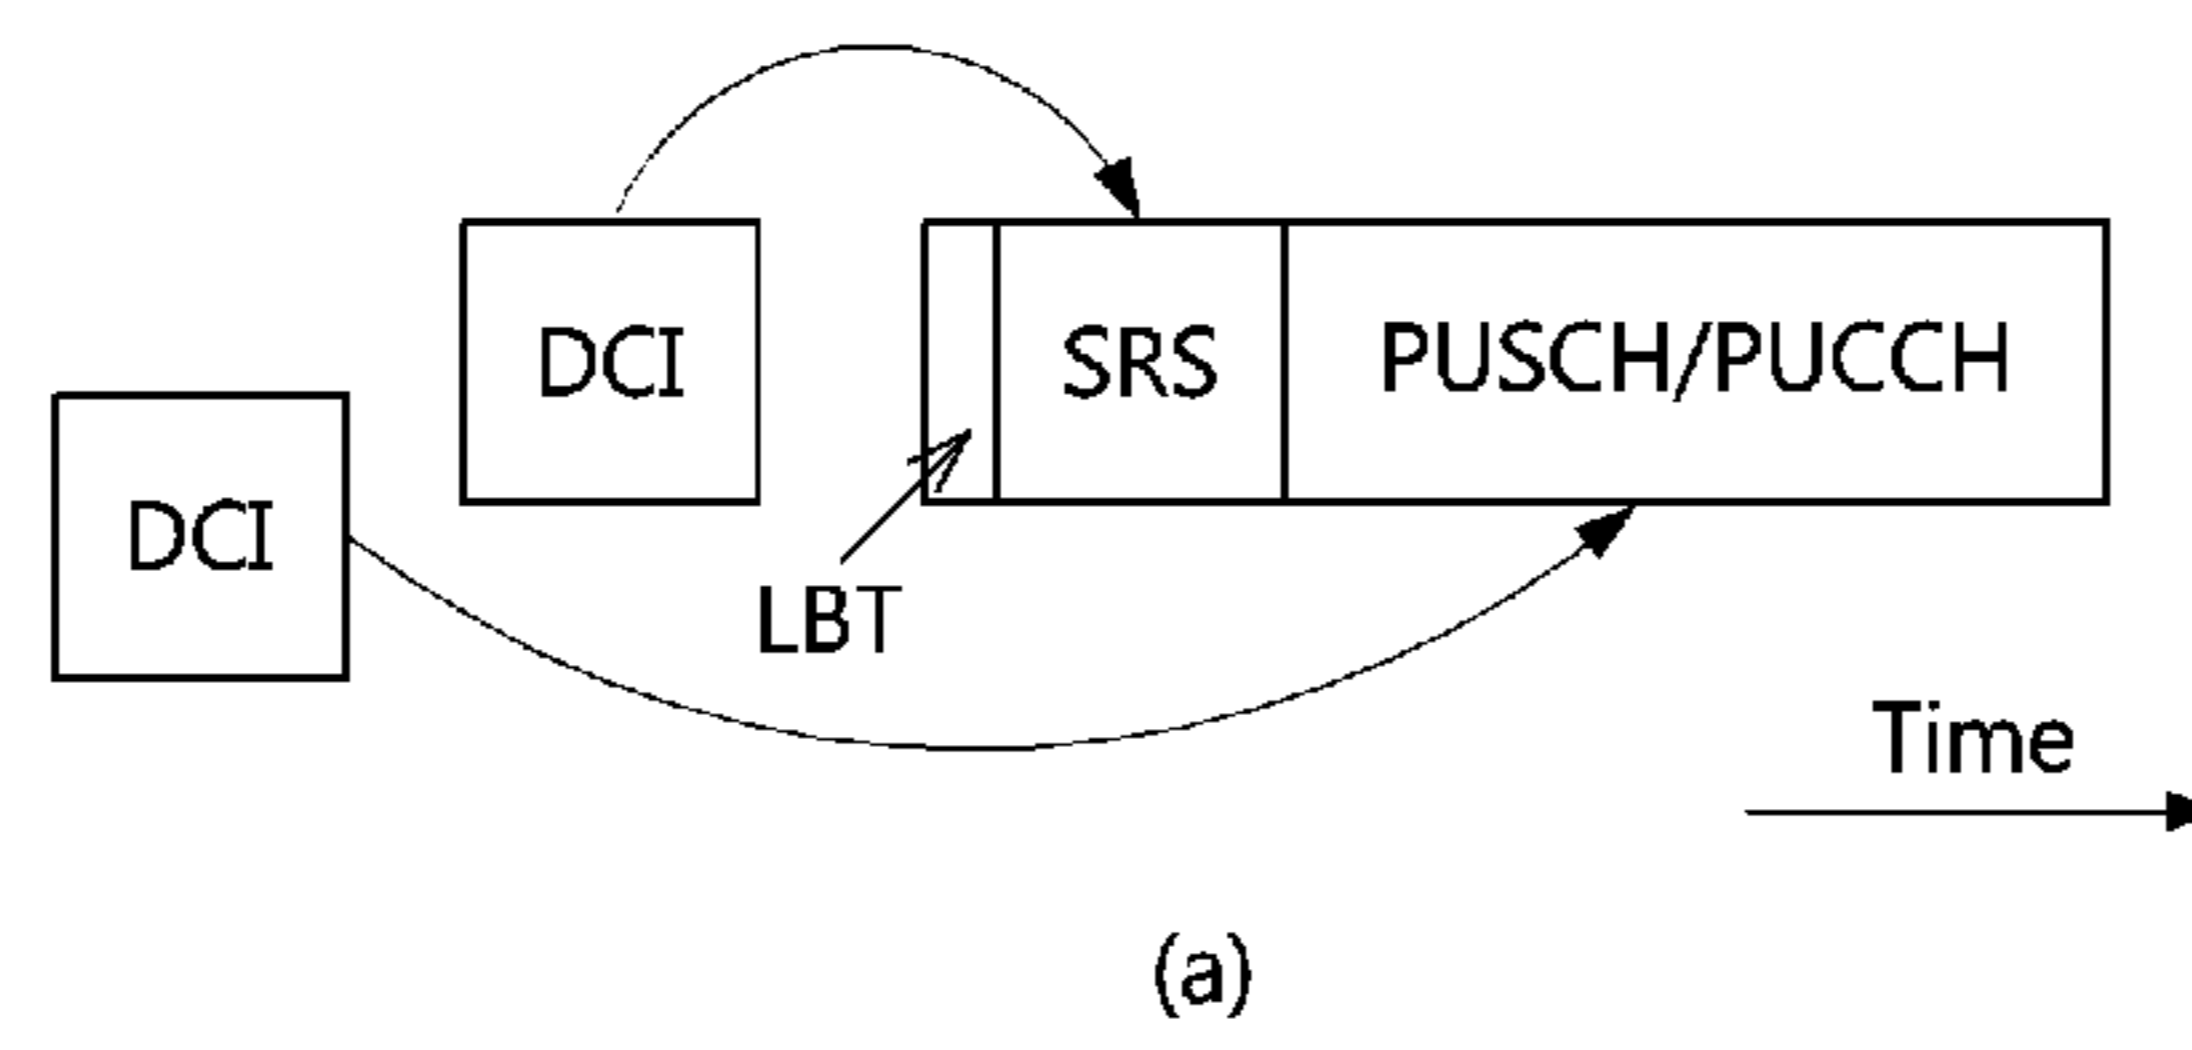 DCI
SRS
PUSCH/PUCCH
DCI
LBT
Time
(a)